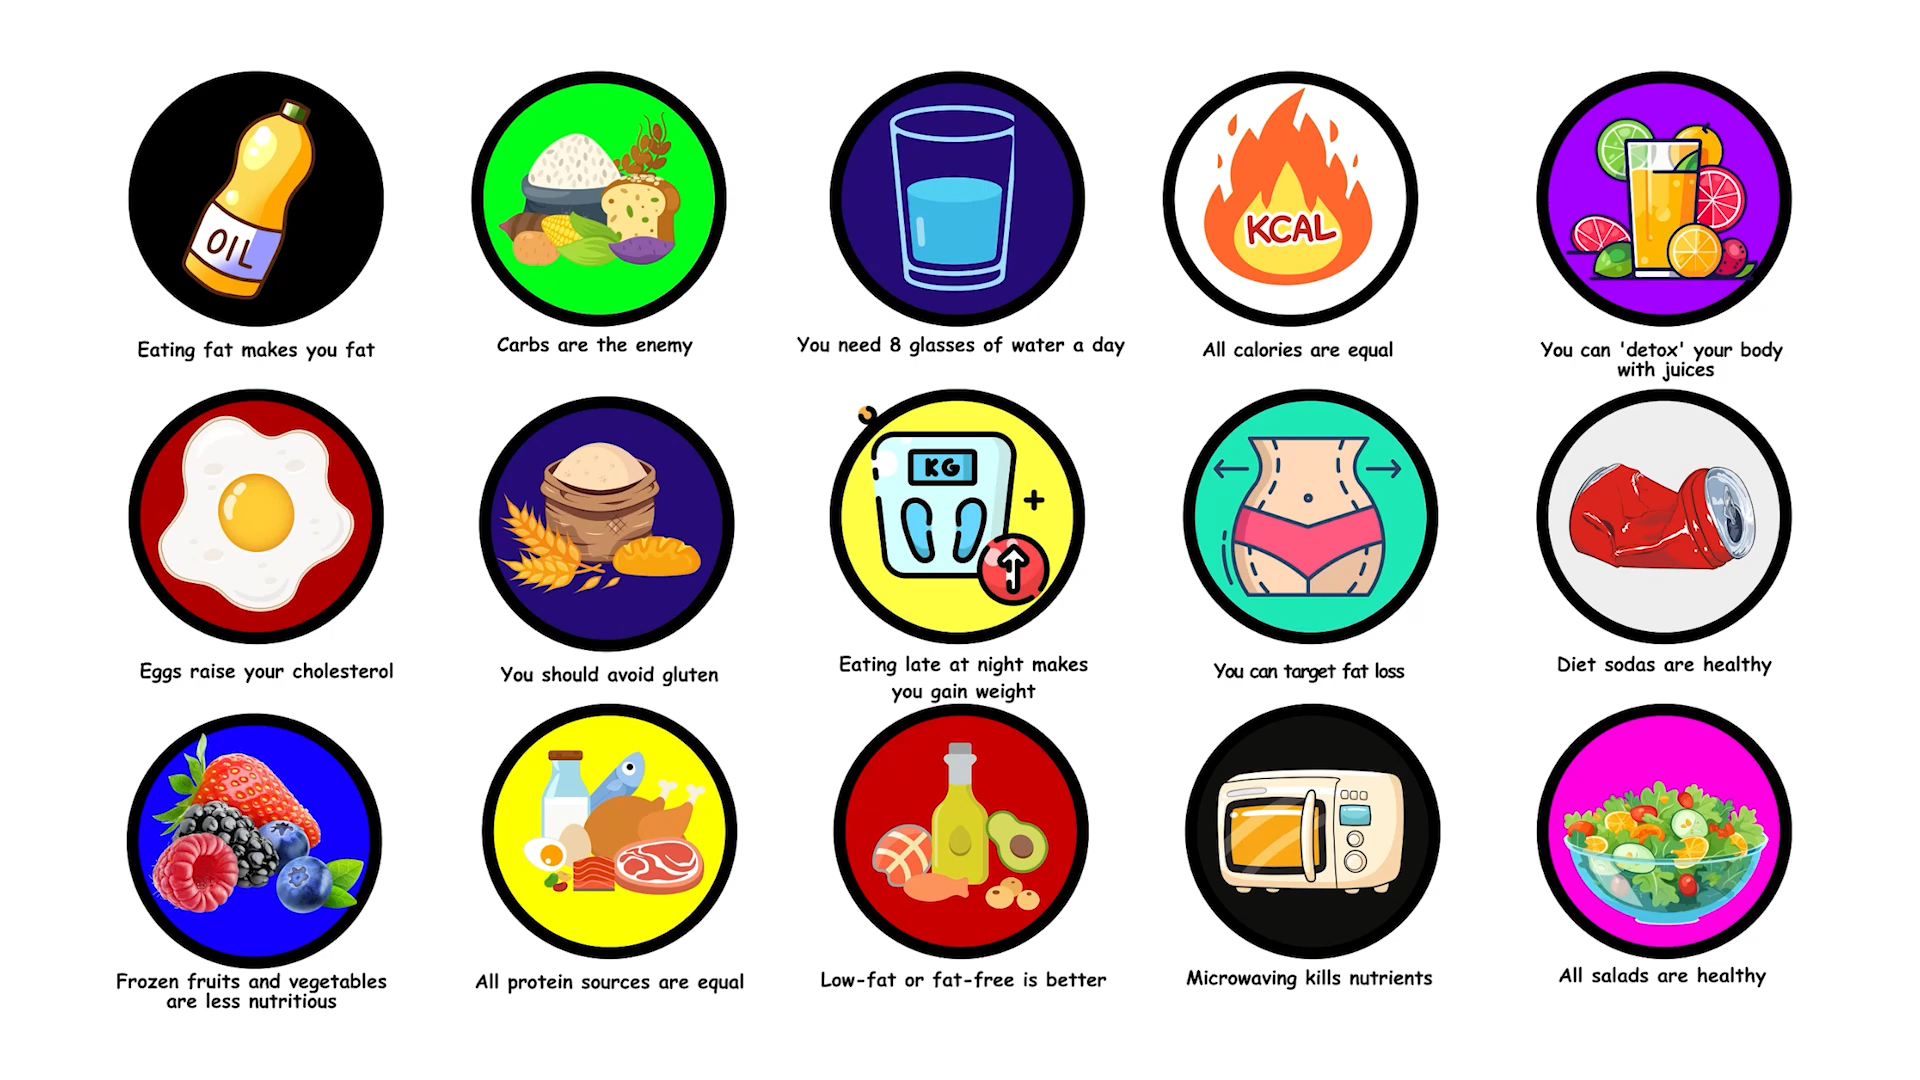 OIL
KCAL
Eating fat makes you fat
Carbs are the enemy
You need 8 glasses of water a day
All calories are equal
You can 'detox' your body
with juices
KG
Eggs raise your cholesterol
You should avoid gluten
Eating late at night makes
you gain weight
You can target fat loss
Diet sodas are healthy
Frozen fruits and vegetables
are less nutritious
All protein sources are equal
Low-fat or fat-free is better
Microwaving kills nutrients
All salads are healthy